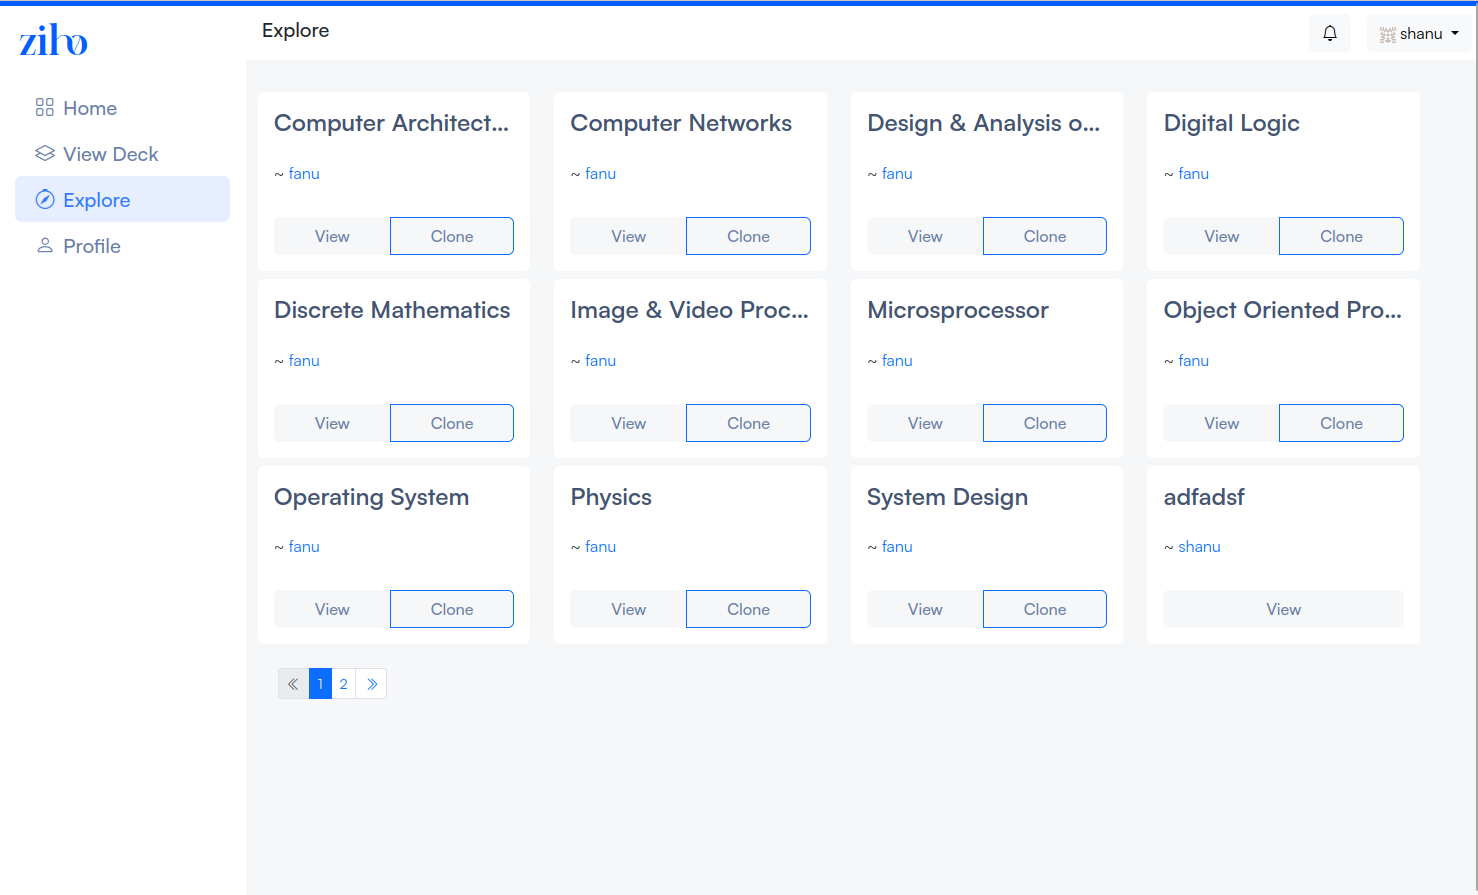 ziho
Explore
shanu
Home
View Deck
Explore
Profile
Computer Architect...
~ fanu
View
Clone
Computer Networks
~ fanu
View
Clone
Design & Analysis o...
~ fanu
View
Clone
Digital Logic
~ fanu
View
Clone
Discrete Mathematics
~ fanu
View
Clone
Image & Video Proc...
~ fanu
View
Clone
Microsprocessor
~ fanu
View
Clone
Object Oriented Pro...
~ fanu
View
Clone
Operating System
~ fanu
View
Clone
Physics
~ fanu
View
Clone
System Design
~ fanu
View
Clone
adfadsf
~ shanu
View
« 1 2 »